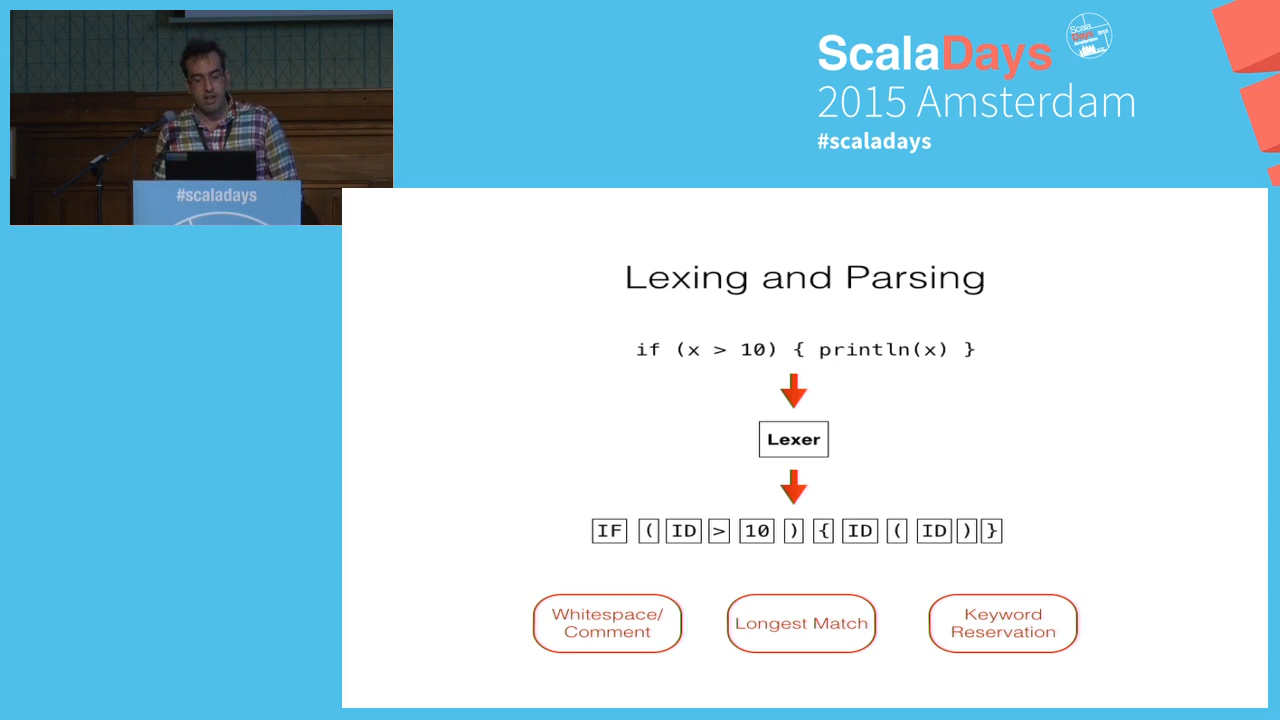 ScalaDays
2015 Amsterdam
#scaladays
#scaladays
Lexing and Parsing
if (x > 10) { println(x) }
Lexer
IF ( ID > 10 ) { ID ( ID ) }
Whitespace/
Comment
Longest Match
Keyword
Reservation